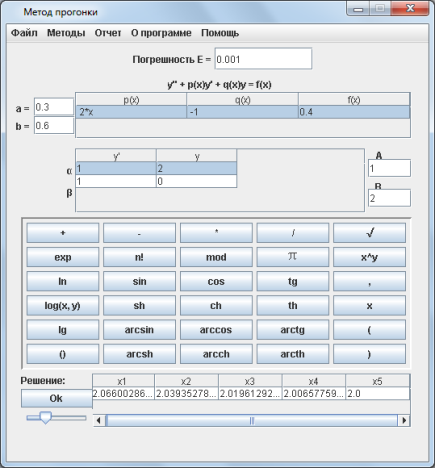 Метод прогонки
Файл Методы Отчет О программе Помощь
Погрешность E = 0.001
y'' + p(x)y' + q(x)y = f(x)
p(x) q(x) f(x)
a = 0.3 2*x -1 0.4
b = 0.6
y' y A
α 1 2 1
1 0 B
β 2
+ - * / √
exp n! mod π x^y
ln sin cos tg ,
log(x, y) sh ch th x
lg arcsin arccos arctg (
() arcsh arcch arcth )
Решение: x1 x2 x3 x4 x5
Ok 2.06600286... 2.03935278... 2.01961292... 2.00657759... 2.0